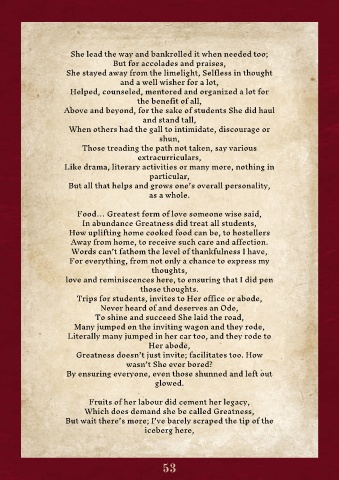 She lead the way and bankrolled it when needed too;
But for accolades and praises,
She stayed away from the limelight, Selfless in thought
and a well wisher for a lot,
Helped, counseled, mentored and organized a lot for
the benefit of all,
Above and beyond, for the sake of students She did haul
and stand tall,
When others had the gall to intimidate, discourage or
shun,
Those treading the path not taken, say various
extracurriculars,
Like drama, literary activities or many more, nothing in
particular,
But all that helps and grows one's overall personality,
as a whole.
Food... Greatest form of love someone wise said,
In abundance Greatness did treat all students,
How uplifting home cooked food can be, to hostellers
Away from home, to receive such care and affection.
Words can't fathom the level of thankfulness I have,
For everything, from not only a chance to express my
thoughts,
love and reminiscences here, to ensuring that I did pen
those thoughts.
Trips for students, invites to Her office or abode,
Never heard of and deserves an Ode,
To shine and succeed She laid the road,
Many jumped on the inviting wagon and they rode,
Literally many jumped in her car too, and they rode to
Her abode,
Greatness doesn't just invite; facilitates too. How
wasn't She ever bored?
By ensuring everyone, even those shunned and left out
glowed.
Fruits of her labour did cement her legacy,
Which does demand she be called Greatness,
But wait there's more; I've barely scraped the tip of the
iceberg here,
53